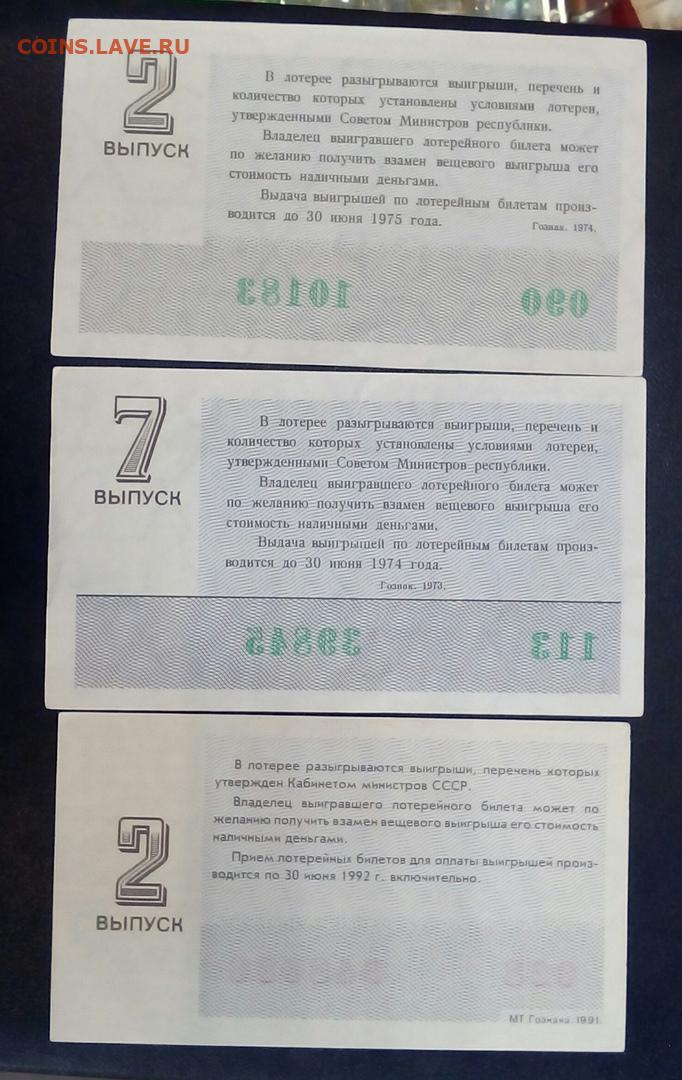 COINS.LAVE.RU
2
ВЫПУСК
В лотерее разыгрываются выигрыши, перечень и
количество которых установлены условиями лотереи,
утвержденными Советом Министров республики.
Владелец выигравшего лотерейного билета может
по желанию получить взамен вещевого выигрыша его
стоимость наличными деньгами.
Выдача выигрышей по лотерейным билетам произ-
водится до 30 июня 1975 года.
Гознак. 1974.
10183
090
7
ВЫПУСК
В лотерее разыгрываются выигрыши, перечень и
количество которых установлены условиями лотереи,
утвержденными Советом Министров республики.
Владелец выигравшего лотерейного билета может
по желанию получить взамен вещевого выигрыша его
стоимость наличными деньгами.
Выдача выигрышей по лотерейным билетам произ-
водится до 30 июня 1974 года.
Гознак. 1973.
39845
113
2
ВЫПУСК
В лотерее разыгрываются выигрыши, перечень которых
утвержден Кабинетом министров СССР.
Владелец выигравшего лотерейного билета может по
желанию получить взамен вещевого выигрыша его стоимость
наличными деньгами.
Прием лотерейных билетов для оплаты выигрышей произ-
водится по 30 июня 1992 г. включительно.
МТ Гознака. 1991.